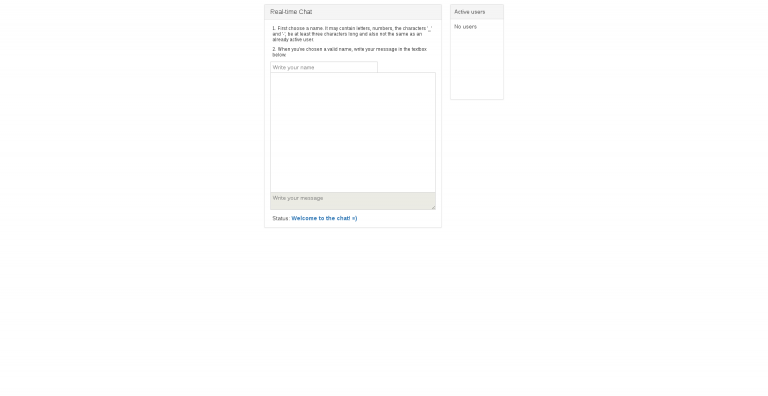 Real-time Chat
1. First choose a name. It may contain letters, numbers, the characters '_'
and '.', be at least three characters long and also not the same as an
already active user.
2. When you've chosen a valid name, write your message in the textbox
below.
Write your name
Write your message
Status: Welcome to the chat! =)
Active users
No users